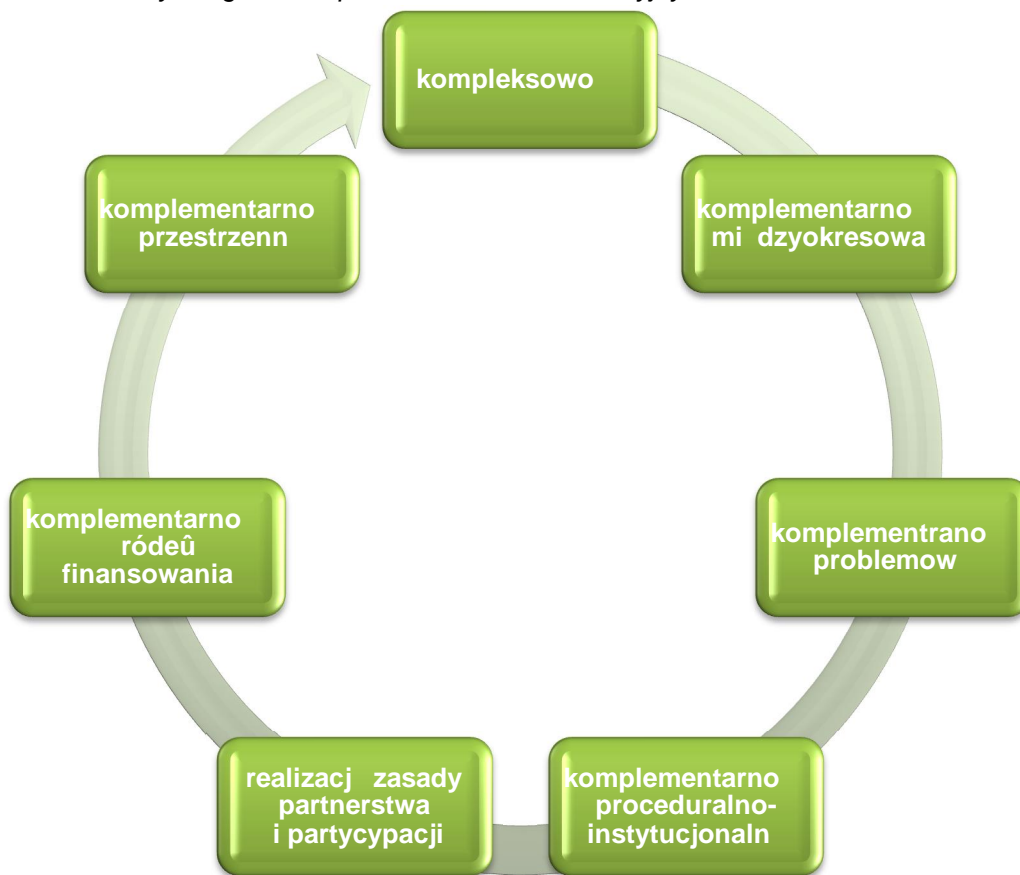 kompleksowo
komplementarno
mi dzyokresowa
komplementrano
problemow
komplementarno
proceduralno-
instytucjonaln
realizacj zasady
partnerstwa
i partycypacji
komplementarno
ródeû
finansowania
komplementarno
przestrzenn